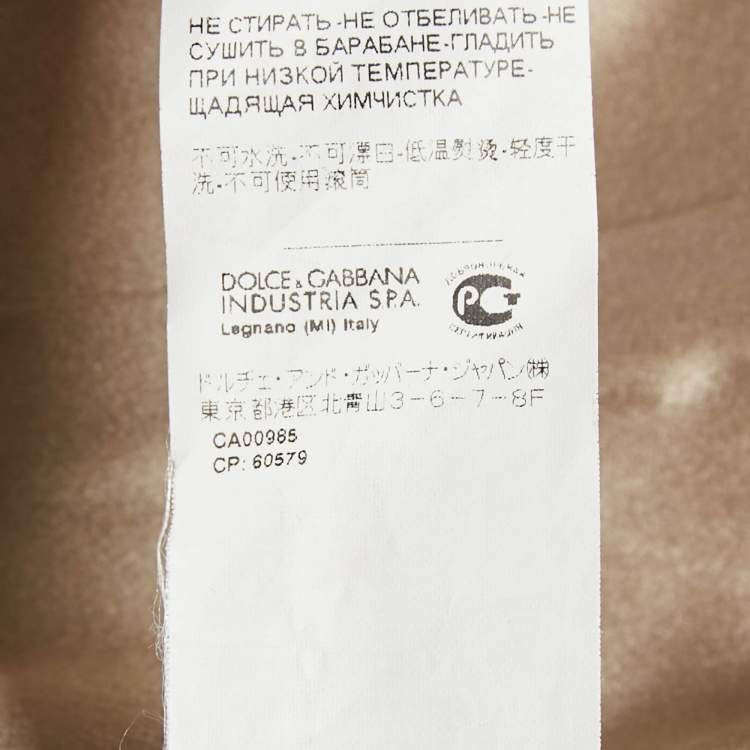 НЕ СТИРАТЬ-НЕ ОТБЕЛИВАТЬ-НЕ
СУШИТЬ В БАРАБАНЕ-ГЛАДИТЬ
ПРИ НИЗКОЙ ТЕМПЕРАТУРЕ-
ЩАДЯЩАЯ ХИМЧИСТКА
不可水洗-不可漂白-低温熨烫-轻度干
洗-不可使用滚筒
DOLCE & GABBANA
INDUSTRIA S.P.A.
Legnano (MI) Italy
ДОБРОВОЛЬНАЯ
РСТ
СЕРТИФИКАЦИЯ
ドルチェ・アンド・ガッバーナ・ジャパン㈱
東京都港区北青山3-6-7-8F
CA00985
CP: 60579